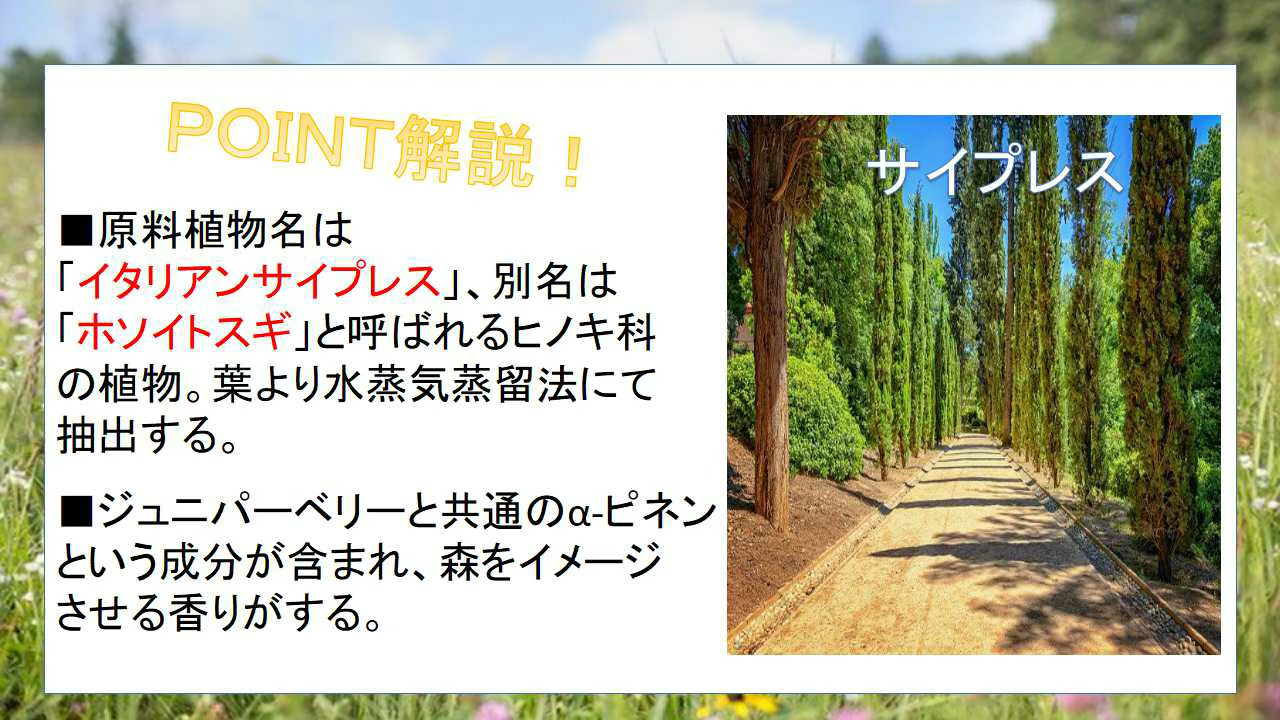 POINT解説！
サイプレス
■原料植物名は
「イタリアンサイプレス」、別名は
「ホソイトスギ」と呼ばれるヒノキ科
の植物。葉より水蒸気蒸留法にて
抽出する。
■ジュニパーベリーと共通のα-ピネン
という成分が含まれ、森をイメージ
させる香りがする。